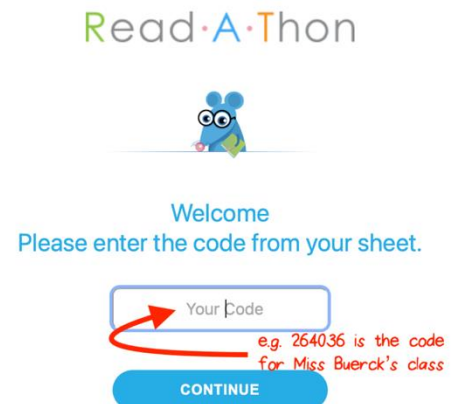 Read·A·Thon
Welcome
Please enter the code from your sheet.
Your Code
e.g. 264036 is the code
for Miss Buerck's class
CONTINUE